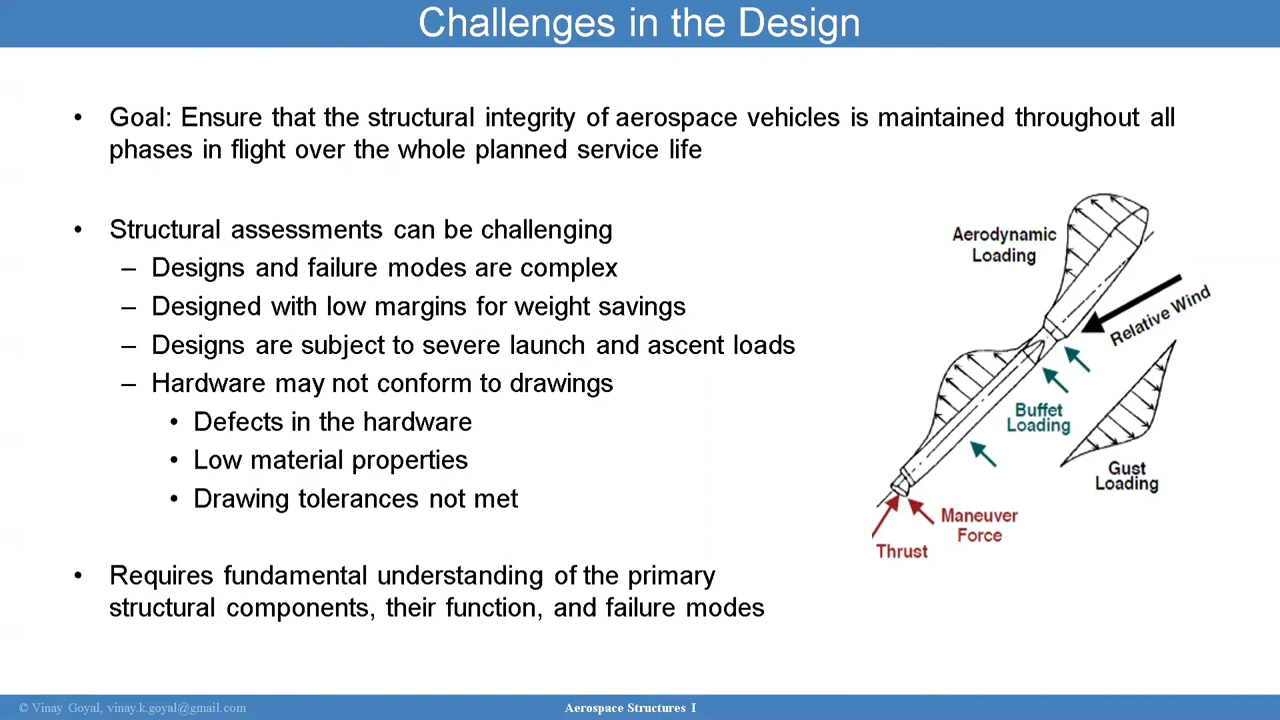 Challenges in the Design
• Goal: Ensure that the structural integrity of aerospace vehicles is maintained throughout all
phases in flight over the whole planned service life
• Structural assessments can be challenging
– Designs and failure modes are complex
– Designed with low margins for weight savings
– Designs are subject to severe launch and ascent loads
– Hardware may not conform to drawings
• Defects in the hardware
• Low material properties
• Drawing tolerances not met
• Requires fundamental understanding of the primary
structural components, their function, and failure modes
Aerodynamic
Loading
Relative Wind
Buffet
Loading
Gust
Loading
Maneuver
Force
Thrust
© Vinay Goyal, vinay.k.goyal@gmail.com
Aerospace Structures I